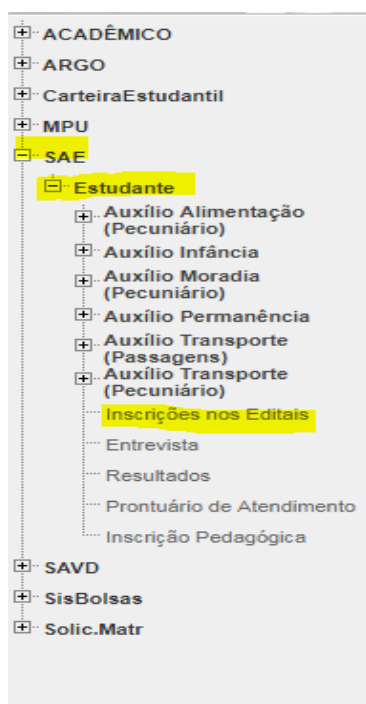 ACADÊMICO
ARGO
CarteiraEstudantil
MPU
SAE
Estudante
Auxílio Alimentação
(Pecuniário)
Auxílio Infância
Auxílio Moradia
(Pecuniário)
Auxílio Permanência
Auxílio Transporte
(Passagens)
Auxílio Transporte
(Pecuniário)
Inscrições nos Editais
Entrevista
Resultados
Prontuário de Atendimento
Inscrição Pedagógica
SAVD
SisBolsas
Solic.Matr